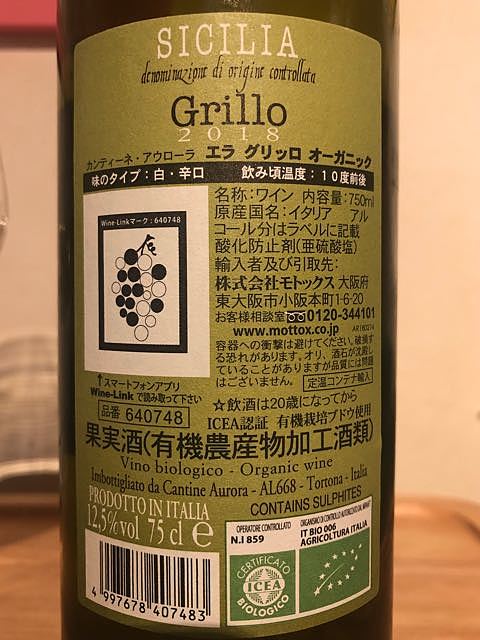 SICILIA
denominazione di origine controllata
Grillo
2018
カンティーネ・アウローラ エラ グリッロ オーガニック
味のタイプ：白・辛口 飲み頃温度：１０度前後
Wine-Linkマーク：640748
名称：ワイン 内容量：750ml
原産国名：イタリア アル
コール分はラベルに記載
酸化防止剤(亜硫酸塩)
輸入者及び引取先：
株式会社モトックス 大阪府
東大阪市小阪本町1-6-20
お客様相談室 0120-344101
www.mottox.co.jp
容器への衝撃は避けてください。破損す
る恐れがあります。オリ、酒石が沈殿し
ていることがありますが品質には問題
はございません。 定温コンテナ輸入
☆スマートフォンアプリ
Wine-Linkで読み取って下さい
品番 640748
☆飲酒は20歳になってから
ICEA認証 有機栽培ブドウ使用
果実酒(有機農産物加工酒類)
Vino biologico - Organic wine
Imbottigliato da Cantine Aurora - AL668 - Tortona - Italia
PRODOTTO IN ITALIA
CONTAINS SULPHITES
12,5%vol 75 cl e
4 997678 407483
OPERATORE CONTROLLATO
N.I 859
CERTIFICATO
ICEA
BIOLOGICO
ORGANISMO DI CONTROLLO AUTORIZZATO DAL MIPAAF
IT BIO 006
AGRICOLTURA ITALIA